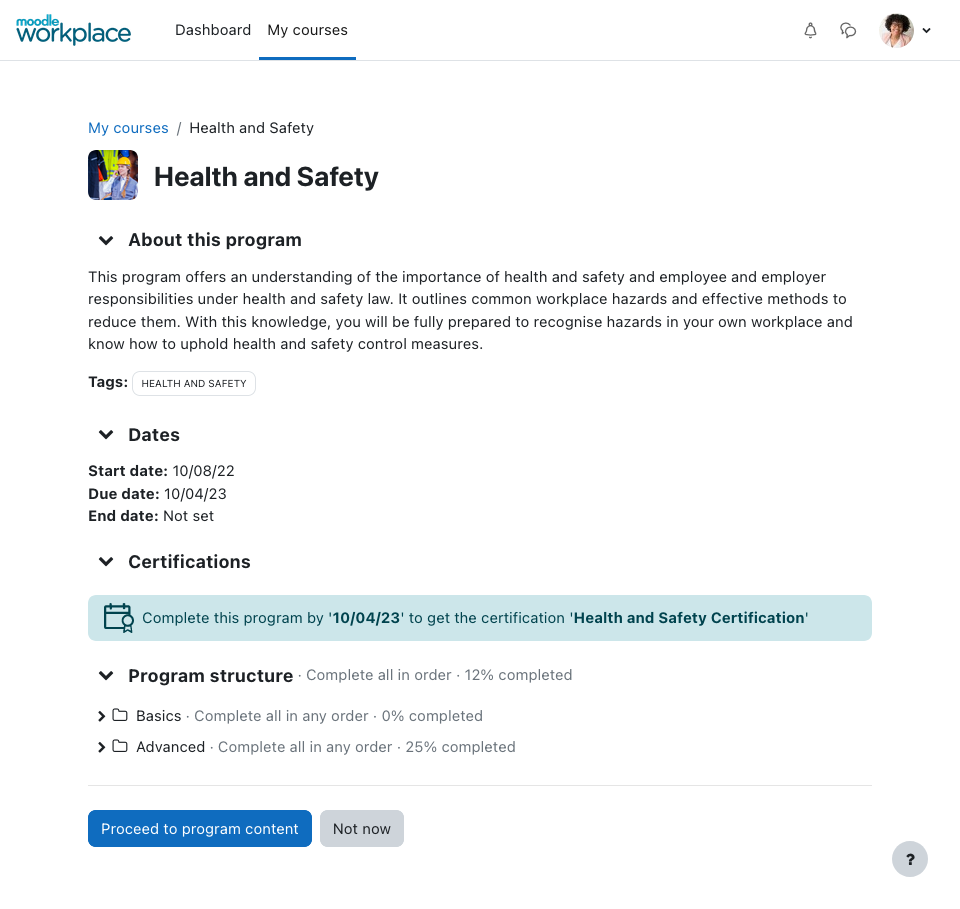 moodle
workplace
Dashboard My courses
My courses / Health and Safety
Health and Safety
About this program
This program offers an understanding of the importance of health and safety and employee and employer
responsibilities under health and safety law. It outlines common workplace hazards and effective methods to
reduce them. With this knowledge, you will be fully prepared to recognise hazards in your own workplace and
know how to uphold health and safety control measures.
Tags: HEALTH AND SAFETY
Dates
Start date: 10/08/22
Due date: 10/04/23
End date: Not set
Certifications
Complete this program by '10/04/23' to get the certification 'Health and Safety Certification'
Program structure · Complete all in order · 12% completed
Basics · Complete all in any order · 0% completed
Advanced · Complete all in any order · 25% completed
Proceed to program content Not now
?